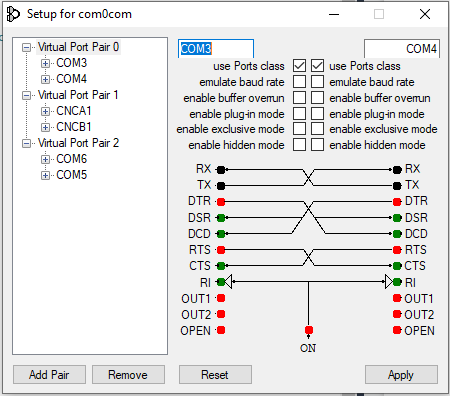 Setup for com0com
Virtual Port Pair 0
COM3
COM4
Virtual Port Pair 1
CNCA1
CNCB1
Virtual Port Pair 2
COM6
COM5
COM3 COM4
use Ports class use Ports class
emulate baud rate emulate baud rate
enable buffer overrun enable buffer overrun
enable plug-in mode enable plug-in mode
enable exclusive mode enable exclusive mode
enable hidden mode enable hidden mode
RX RX
TX TX
DTR DTR
DSR DSR
DCD DCD
RTS RTS
CTS CTS
RI RI
OUT1 OUT1
OUT2 OUT2
OPEN OPEN
ON
Add Pair Remove Reset Apply